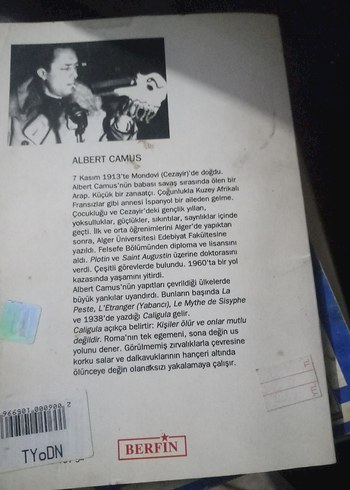 ALBERT CAMUS
7 Kasım 1913'te Mondovi (Cezayir)'de doğdu.
Albert Camus'nün babası savaş sırasında ölen bir
Arap. Küçük bir zanaatçı. Çoğunlukla Kuzey Afrikalı
Fransızlar gibi annesi İspanyol bir aileden gelme.
Çocukluğu ve Cezayir'deki gençlik yılları,
yoksulluklar, güçlükler, sıkıntılar, sayrılıklar içinde
geçti. İlk ve orta öğrenimlerini Alger'de yapıktan
sonra, Alger Üniversitesi Edebiyat Fakültesine
yazıldı. Felsefe Bölümünden diploma ve lisansını
aldı. Plotin ve Saint Augustin üzerine doktorasını
verdi. Çeşitli görevlerde bulundu. 1960'ta bir yol
kazasında yaşamını yitirdi.
Albert Camus'nün yapıtları çevrildiği ülkelerde
büyük yankılar uyandırdı. Bunların başında La
Peste, L'Etranger (Yabancı), Le Mythe de Sisyphe
ve 1938'de yazdığı Caligula gelir.
Caligula açıkça belirtir: Kişiler ölür ve onlar mutlu
değildir. Roma'nın tek egemeni, sona değin us
yolunu dener. Görülmemiş zırvalıklarla çevresine
korku salar ve dalkavuklarının hançeri altında
ölünceye değin olanaksızı yakalamaya çalışır.
TYoDN
BERFİN